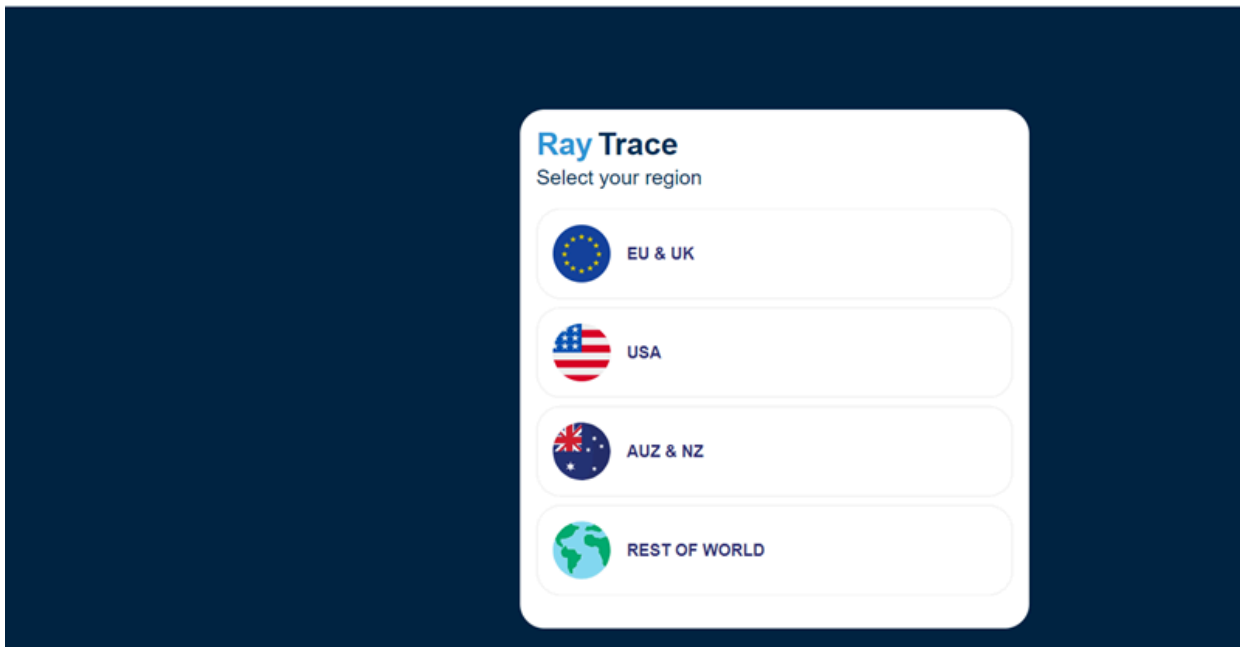 Ray Trace
Select your region
EU & UK
USA
AUZ & NZ
REST OF WORLD